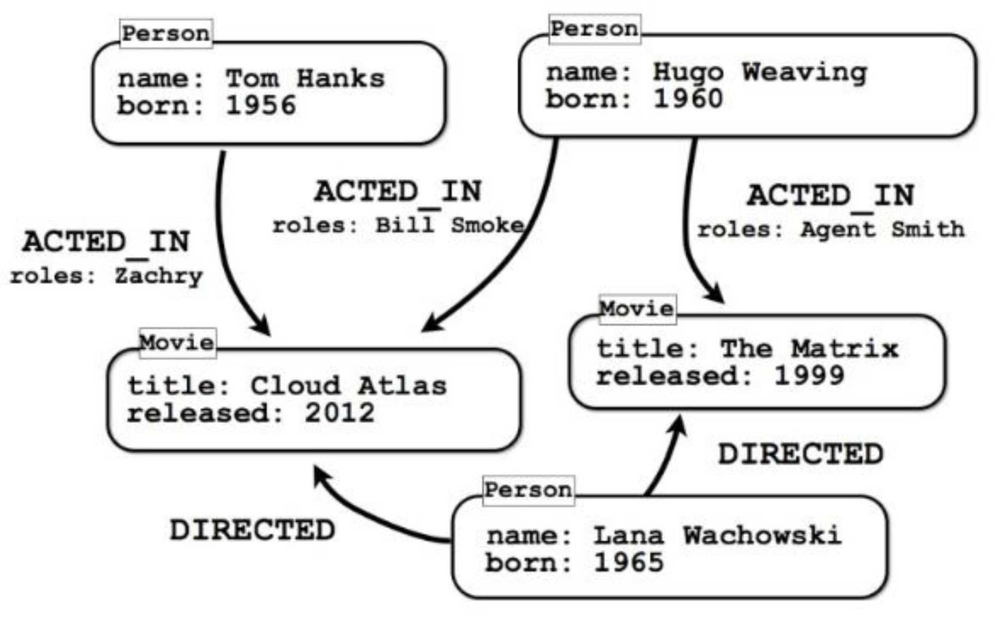 Person
name: Tom Hanks
born: 1956
Person
name: Hugo Weaving
born: 1960
ACTED_IN
roles: Zachry
ACTED_IN
roles: Bill Smoke
ACTED_IN
roles: Agent Smith
Movie
title: Cloud Atlas
released: 2012
Movie
title: The Matrix
released: 1999
DIRECTED
DIRECTED
Person
name: Lana Wachowski
born: 1965